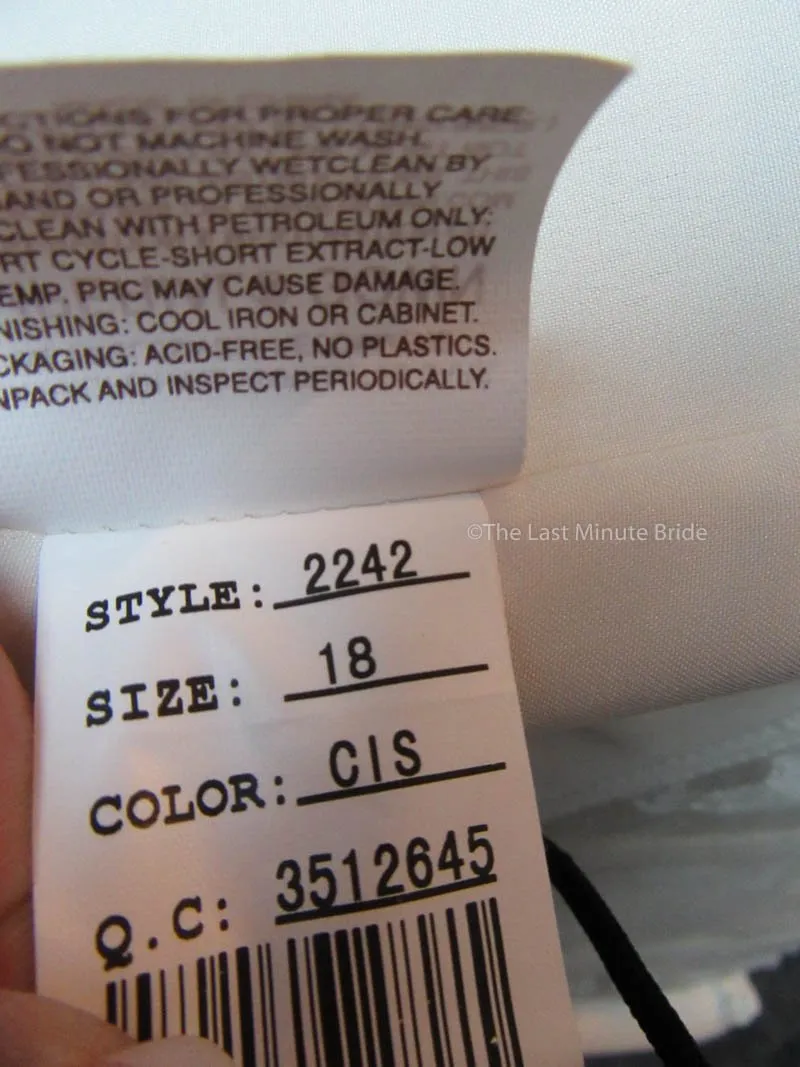 CTIONS FOR PROPER CARE:
O NOT MACHINE WASH.
FESSIONALLY WETCLEAN BY
AND OR PROFESSIONALLY
CLEAN WITH PETROLEUM ONLY:
RT CYCLE-SHORT EXTRACT-LOW
EMP. PRC MAY CAUSE DAMAGE.
NISHING: COOL IRON OR CABINET.
CKAGING: ACID-FREE, NO PLASTICS.
NPACK AND INSPECT PERIODICALLY.
©The Last Minute Bride
STYLE: 2242
SIZE: 18
COLOR: CIS
Q.C: 3512645